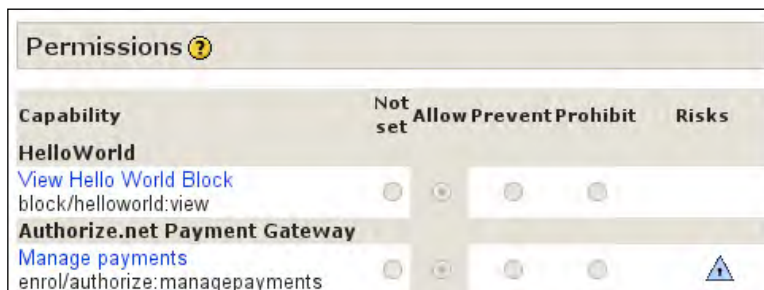 Permissions ?
Capability Not set Allow Prevent Prohibit Risks
HelloWorld
View Hello World Block
block/helloworld:view
Authorize.net Payment Gateway
Manage payments
enrol/authorize:managepayments